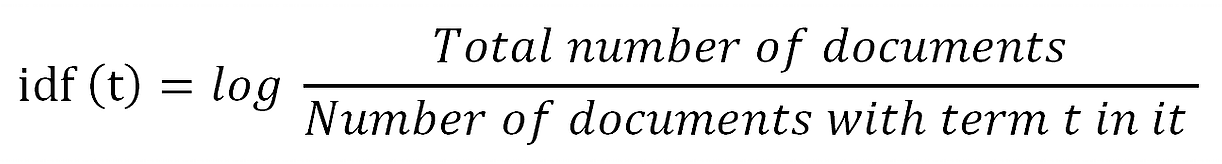 Total number of documents
idf (t) = log
Number of documents with term t in it